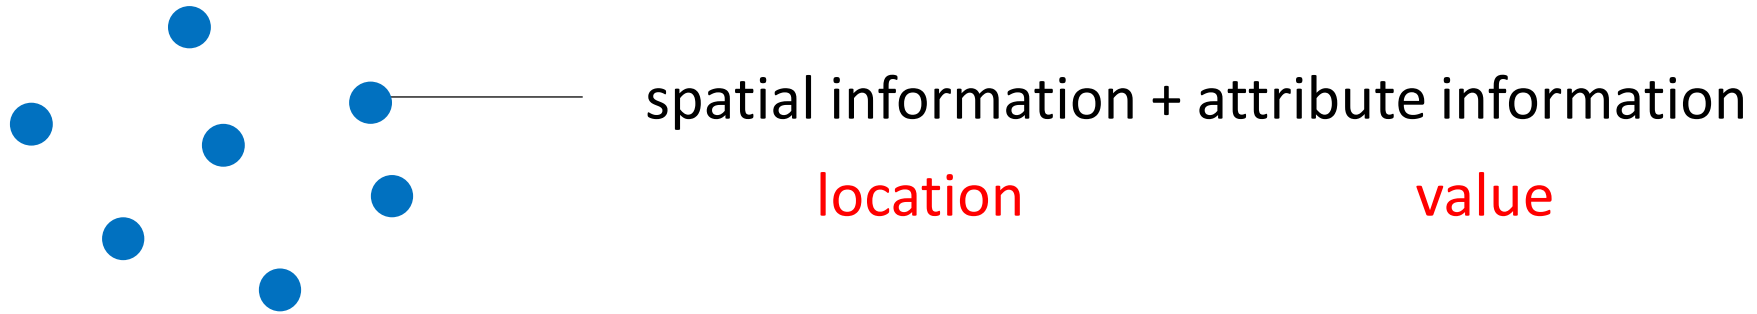 spatial information + attribute information
location value